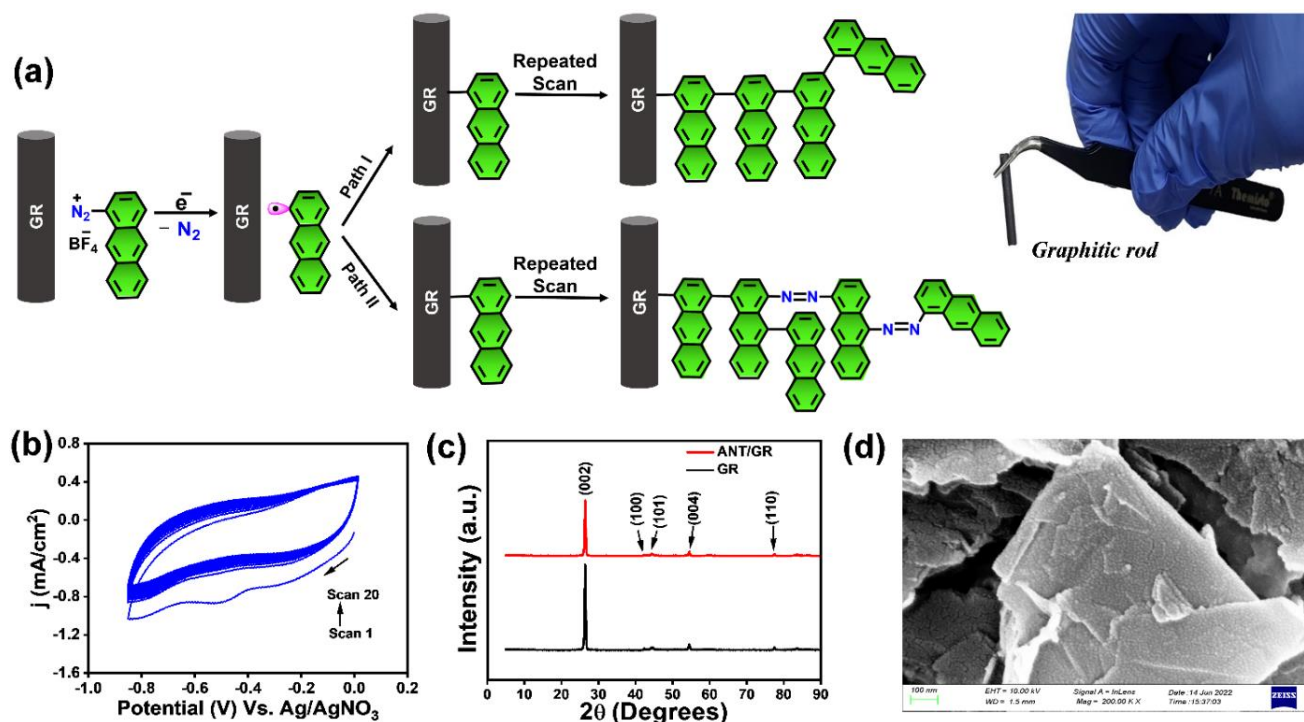 (a)
GR
+
N2
BF4
−
e−
− N2
GR
Path I
Path II
GR
Repeated
Scan
GR
GR
Repeated
Scan
GR
N=N
N=N
Graphitic rod
(b)
j (mA/cm2)
0.8
0.4
0.0
-0.4
-0.8
-1.2
-1.6
Scan 20
Scan 1
-1.0 -0.8 -0.6 -0.4 -0.2 0.0 0.2
Potential (V) Vs. Ag/AgNO3
(c)
Intensity (a.u.)
ANT/GR
GR
(002)
(100)
(101)
(004)
(110)
0 10 20 30 40 50 60 70 80 90
2θ (Degrees)
(d)
100 nm
EHT = 10.00 kV
WD = 1.5 mm
Signal A = InLens
Mag = 200.00 K X
Date :14 Jun 2022
Time :15:37:03
ZEISS